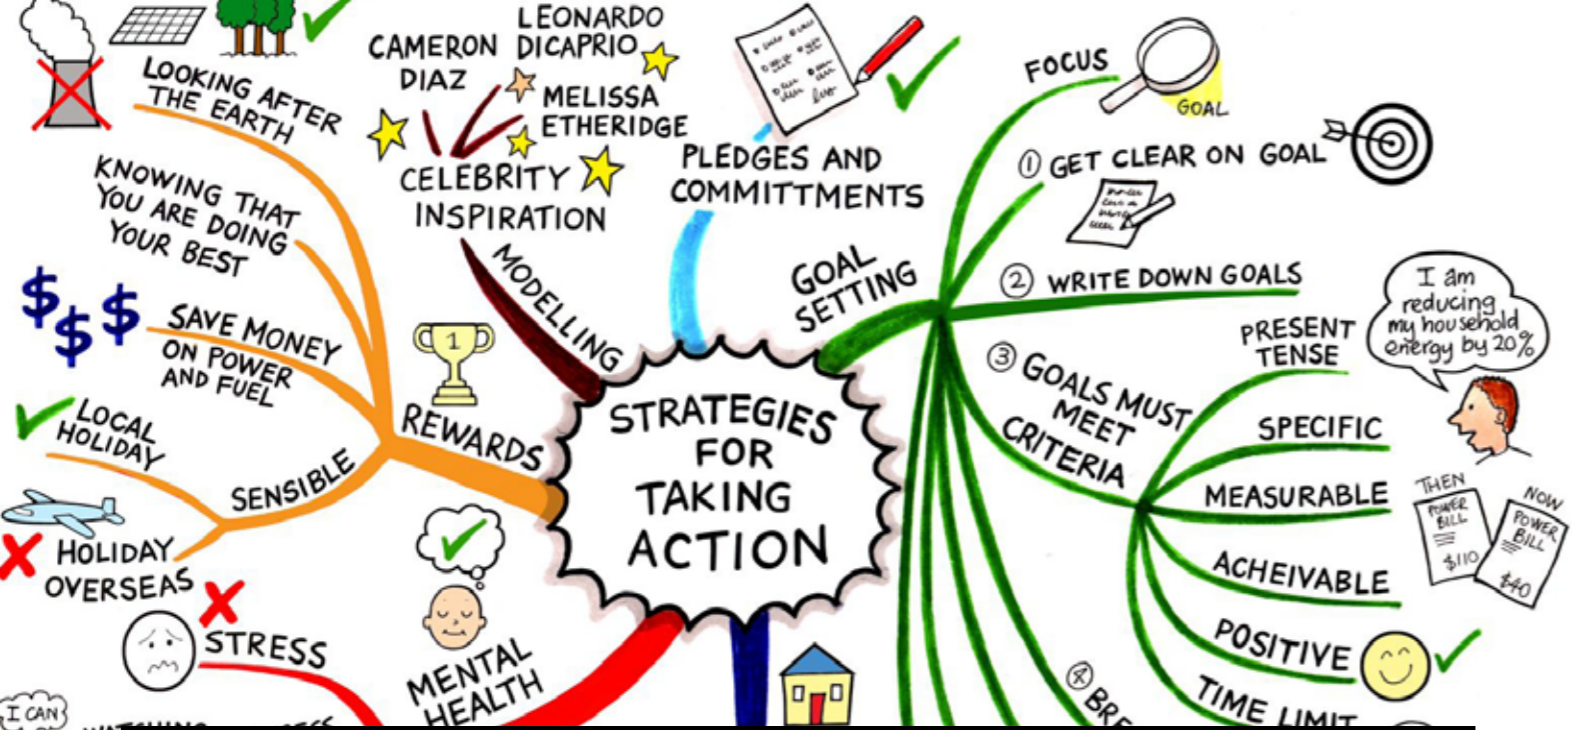 STRATEGIES
FOR
TAKING
ACTION
PLEDGES AND
COMMITTMENTS
GOAL
SETTING
FOCUS
GOAL
① GET CLEAR ON GOAL
② WRITE DOWN GOALS
③ GOALS MUST
MEET
CRITERIA
PRESENT
TENSE
I am
reducing
my household
energy by 20%
SPECIFIC
MEASURABLE
THEN
POWER
BILL
$110
NOW
POWER
BILL
$40
ACHEIVABLE
POSITIVE
TIME LIMIT
④ BRE
MENTAL
HEALTH
STRESS
I CAN
REWARDS
1
SENSIBLE
HOLIDAY
OVERSEAS
LOCAL
HOLIDAY
SAVE MONEY
ON POWER
AND FUEL
$ $ $
KNOWING THAT
YOU ARE DOING
YOUR BEST
LOOKING AFTER
THE EARTH
MODELLING
CELEBRITY
INSPIRATION
CAMERON
DIAZ
LEONARDO
DICAPRIO
MELISSA
ETHERIDGE